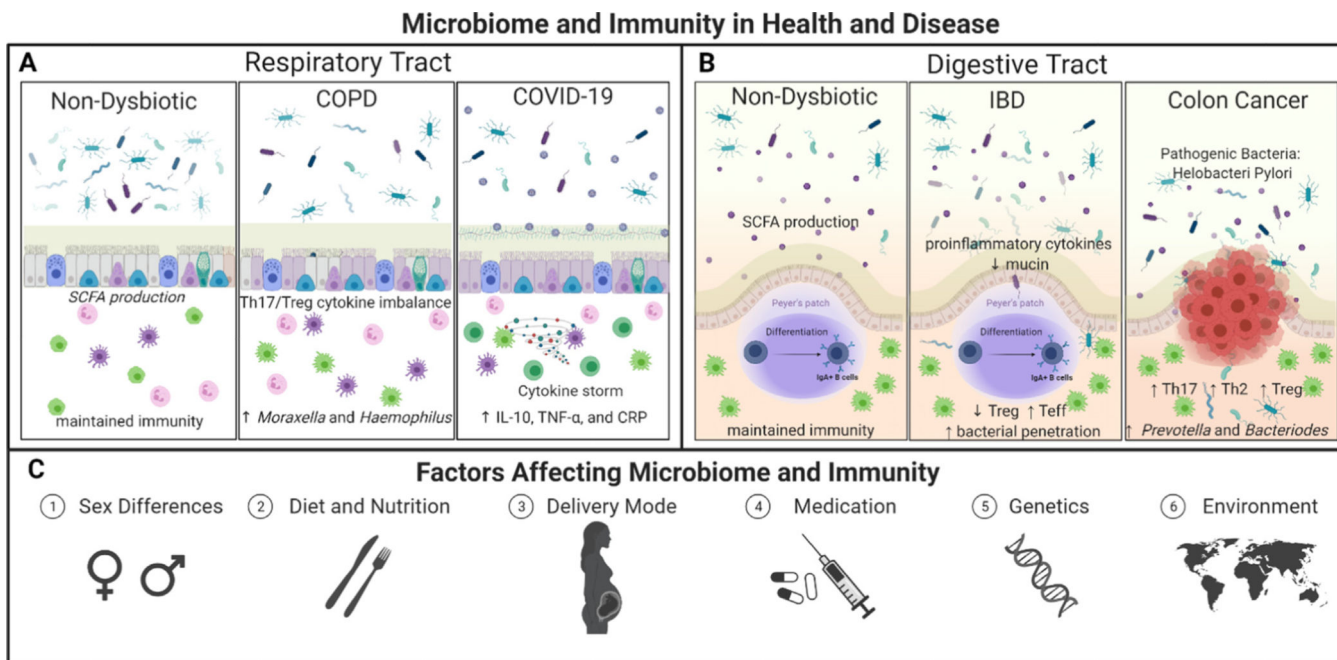 Microbiome and Immunity in Health and Disease
A
Respiratory Tract
Non-Dysbiotic
SCFA production
maintained immunity
COPD
Th17/Treg cytokine imbalance
↑ Moraxella and Haemophilus
COVID-19
Cytokine storm
↑ IL-10, TNF-α, and CRP
B
Digestive Tract
Non-Dysbiotic
SCFA production
Peyer's patch
Differentiation
IgA+ B cells
maintained immunity
IBD
proinflammatory cytokines
↓ mucin
Peyer's patch
Differentiation
IgA+ B cells
↓ Treg ↑ Teff
↑ bacterial penetration
Colon Cancer
Pathogenic Bacteria:
Helobacteri Pylori
↑ Th17 ↑ Th2 ↑ Treg
↑ Prevotella and Bacteriodes
C
Factors Affecting Microbiome and Immunity
1 Sex Differences
2 Diet and Nutrition
3 Delivery Mode
4 Medication
5 Genetics
6 Environment